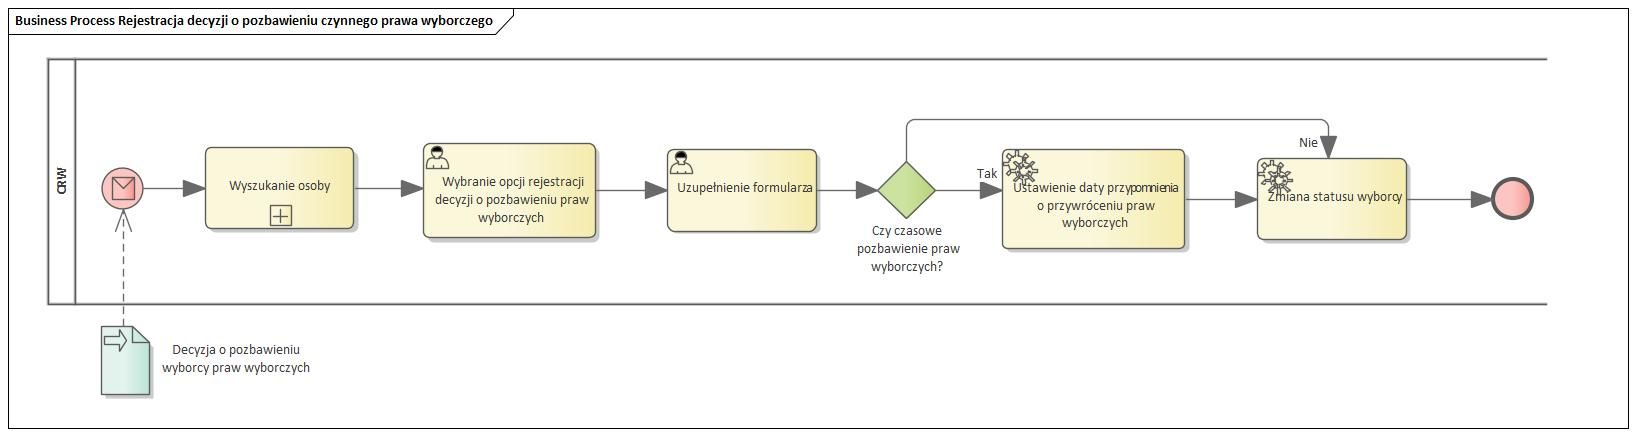 Business Process Rejestracja decyzji o pozbawieniu czynnego prawa wyborczego
CRW
Wyszukanie osoby
Wybranie opcji rejestracji
decyzji o pozbawieniu praw
wyborczych
Uzupełnienie formularza
Czy czasowe
pozbawienie praw
wyborczych?
Tak
Nie
Ustawienie daty przypomnienia
o przywróceniu praw
wyborczych
Zmiana statusu wyborcy
Decyzja o pozbawieniu
wyborcy praw wyborczych